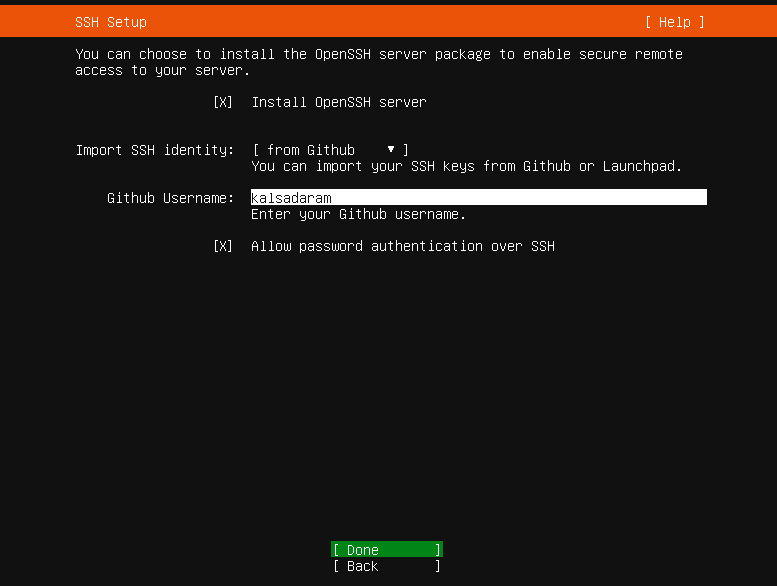 SSH Setup [ Help ]
You can choose to install the OpenSSH server package to enable secure remote
access to your server.
[X] Install OpenSSH server
Import SSH identity: [ from Github ▼ ]
You can import your SSH keys from Github or Launchpad.
Github Username: kalsadaram
Enter your Github username.
[X] Allow password authentication over SSH
[ Done ]
[ Back ]